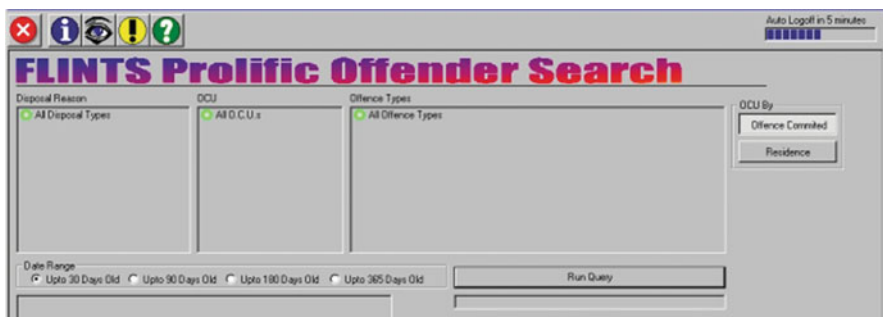 Auto Logoff in 5 minutes
FLINTS Prolific Offender Search
Disposal Reason
All Disposal Types
OCU
All O.C.U.s
Offence Types
All Offence Types
OCU By
Offence Commited
Residence
Date Range
Upto 30 Days Old Upto 90 Days Old Upto 180 Days Old Upto 365 Days Old
Run Query